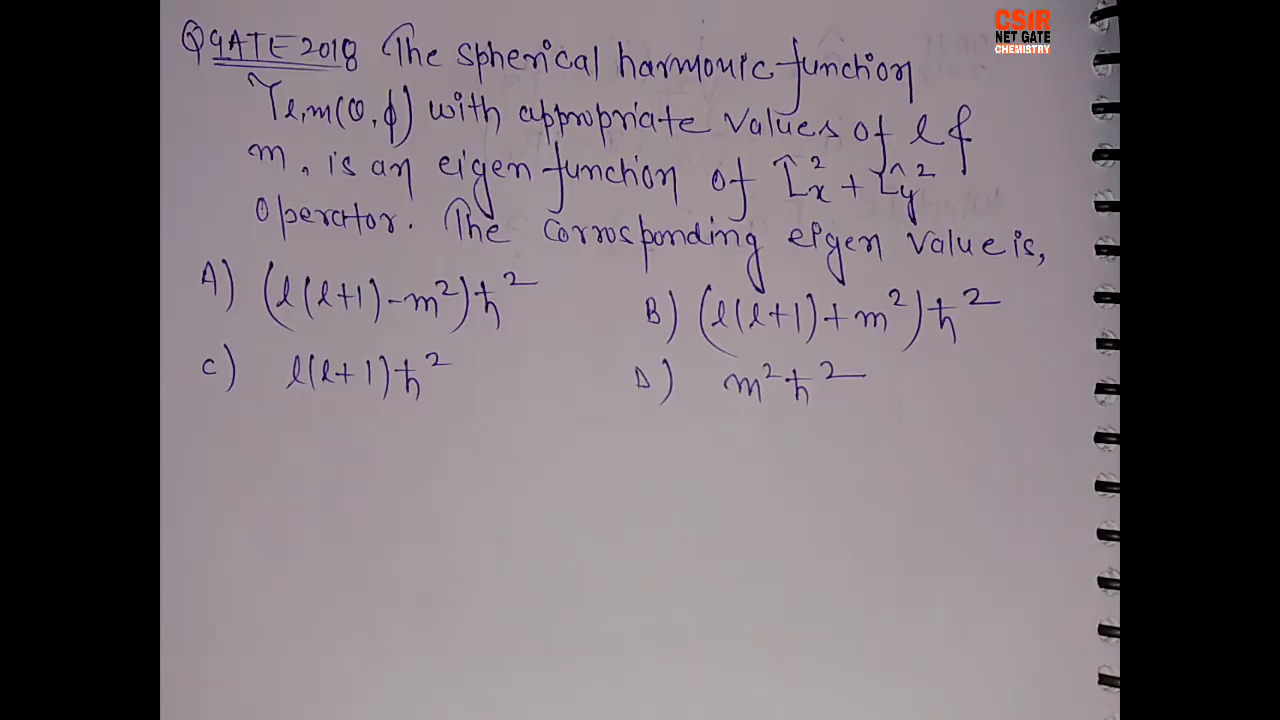 CSIR
NET GATE
CHEMISTRY
Q GATE 2018 The spherical harmonic function
Yl,m(θ,ϕ) with appropriate values of l &
m, is an eigen function of L̂x² + L̂y²
operator. The corrosponding eigen value is,
A) (l(l+1)-m²)ħ² B) (l(l+1)+m²)ħ²
C) l(l+1)ħ² D) m²ħ²